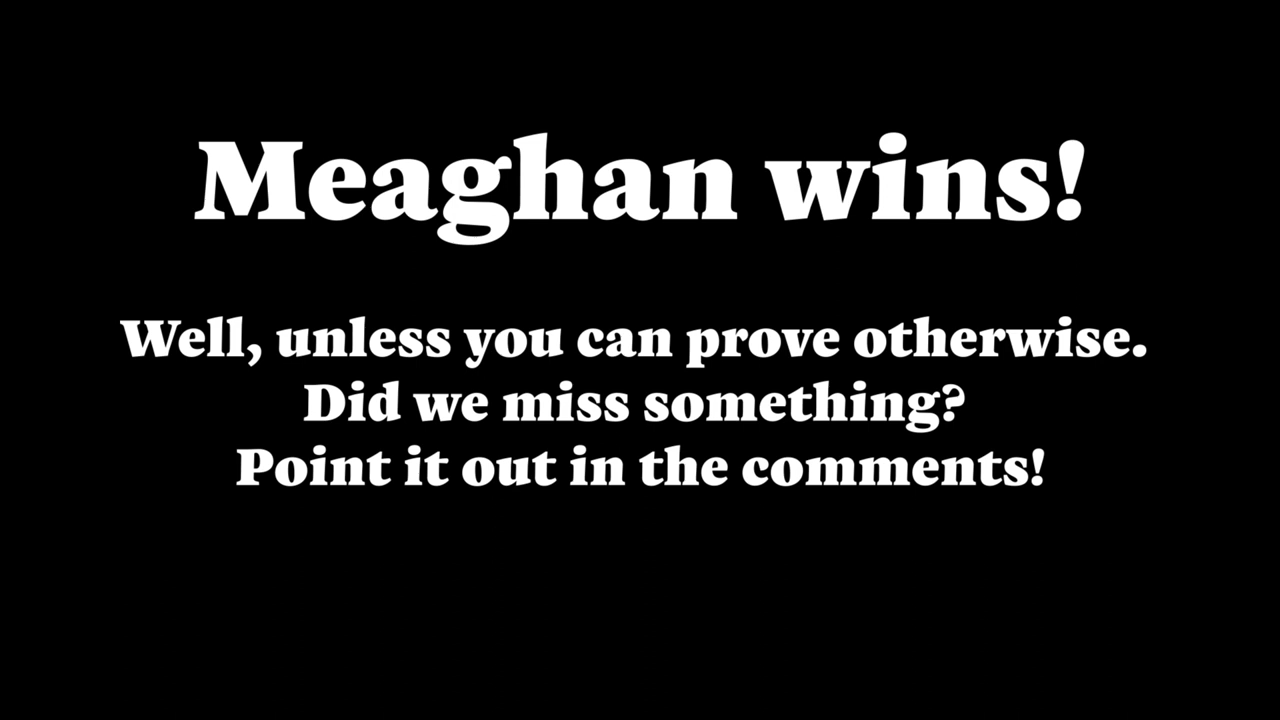 Meaghan wins!
Well, unless you can prove otherwise.
Did we miss something?
Point it out in the comments!